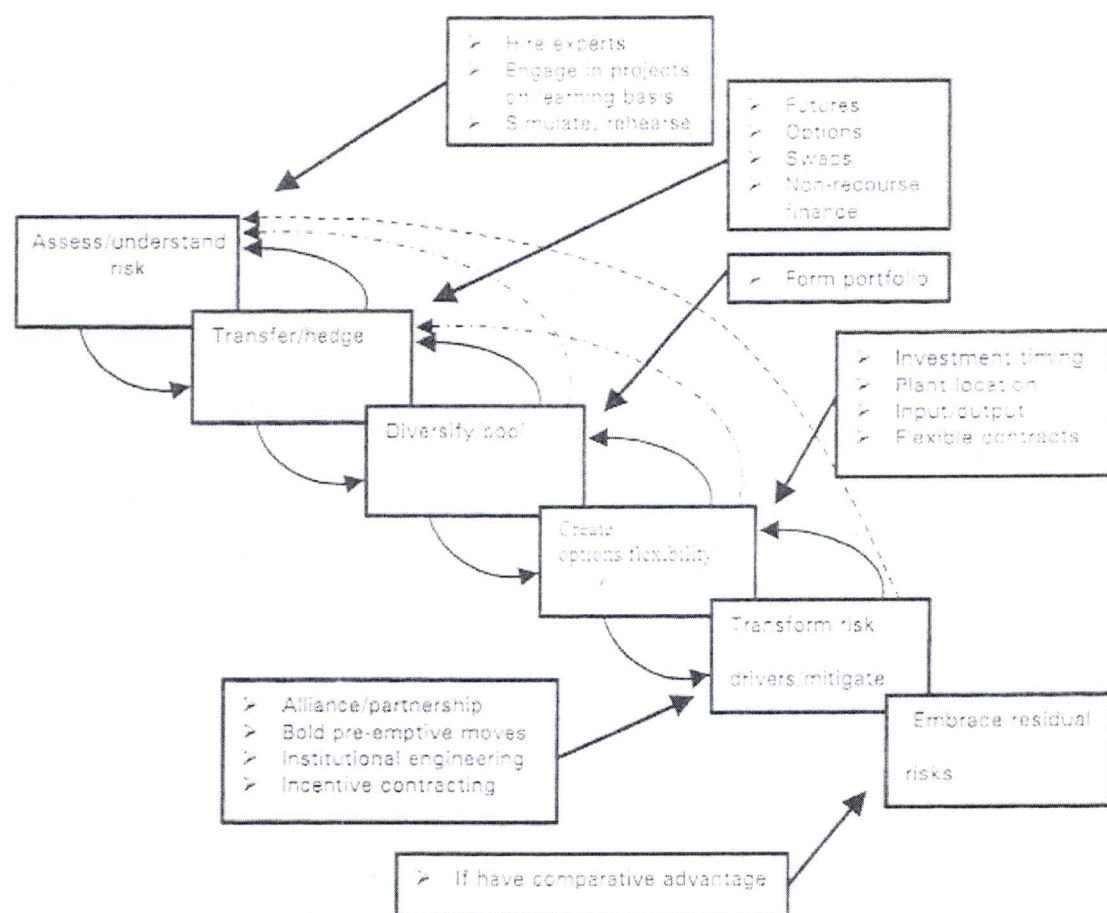 ➢ Hire experts
➢ Engage in projects
on learning basis
➢ Simulate, rehearse
➢ Futures
➢ Options
➢ Swaps
➢ Non-recourse
finance
Assess/understand
risk
➢ Form portfolio
Transfer/hedge
➢ Investment timing
➢ Plant location
➢ Input/output
➢ Flexible contracts
Diversify/pool
Create
options flexibility
Transform risk
drivers/mitigate
➢ Alliance/partnership
➢ Bold pre-emptive moves
➢ Institutional engineering
➢ Incentive contracting
Embrace residual
risks
➢ If have comparative advantage